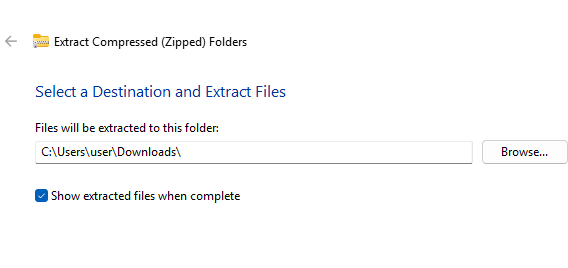 Extract Compressed (Zipped) Folders
Select a Destination and Extract Files
Files will be extracted to this folder:
C:\Users\user\Downloads\
Browse...
Show extracted files when complete